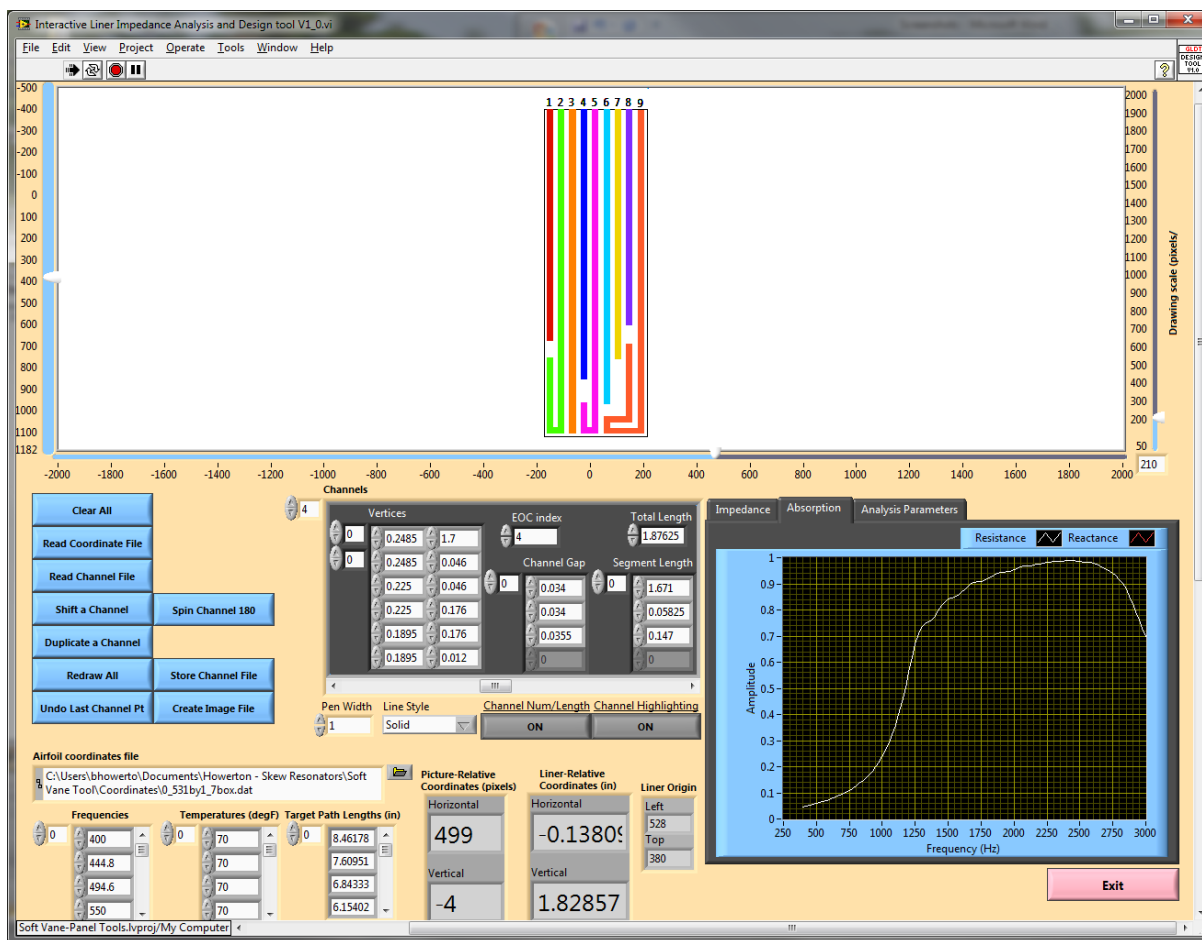 Interactive Liner Impedance Analysis and Design tool V1_0.vi
File Edit View Project Operate Tools Window Help
GLDT
DESIGN
TOOL
V1.0
?
-500
-400
-300
-200
-100
0
100
200
300
400
500
600
700
800
900
1000
1100
1182
1 2 3 4 5 6 7 8 9
2000
1900
1800
1700
1600
1500
1400
1300
1200
1100
1000
900
800
700
600
500
400
300
200
50
210
Drawing scale (pixels/
-2000 -1800 -1600 -1400 -1200 -1000 -800 -600 -400 -200 0 200 400 600 800 1000 1200 1400 1600 1800 2001
Clear All
Read Coordinate File
Read Channel File
Shift a Channel Spin Channel 180
Duplicate a Channel
Redraw All Store Channel File
Undo Last Channel Pt Create Image File
Channels
4
Vertices
0
0
0.2485 1.7
0.2485 0.046
0.225 0.046
0.225 0.176
0.1895 0.176
0.1895 0.012
EOC index
4
Total Length
1.87625
Channel Gap
0
0.034
0.034
0.0355
0
Segment Length
0
1.671
0.05825
0.147
0
Pen Width
1
Line Style
Solid
Channel Num/Length
ON
Channel Highlighting
ON
Impedance Absorption Analysis Parameters
Resistance Reactance
1
0.9
0.8
0.7
0.6
0.5
0.4
0.3
0.2
0.1
0
Amplitude
250 500 750 1000 1250 1500 1750 2000 2250 2500 2750 3000
Frequency (Hz)
Airfoil coordinates file
C:\Users\bhowerto\Documents\Howerton - Skew Resonators\Soft
Vane Tool\Coordinates\0_531by1_7box.dat
Frequencies
0
400
444.8
494.6
550
Temperatures (degF)
0
70
70
70
70
Target Path Lengths (in)
0
8.46178
7.60951
6.84333
6.15402
Picture-Relative
Coordinates (pixels)
Horizontal
499
Vertical
-4
Liner-Relative
Coordinates (in)
Horizontal
-0.13809
Vertical
1.82857
Liner Origin
Left
528
Top
380
Exit
Soft Vane-Panel Tools.lvproj/My Computer